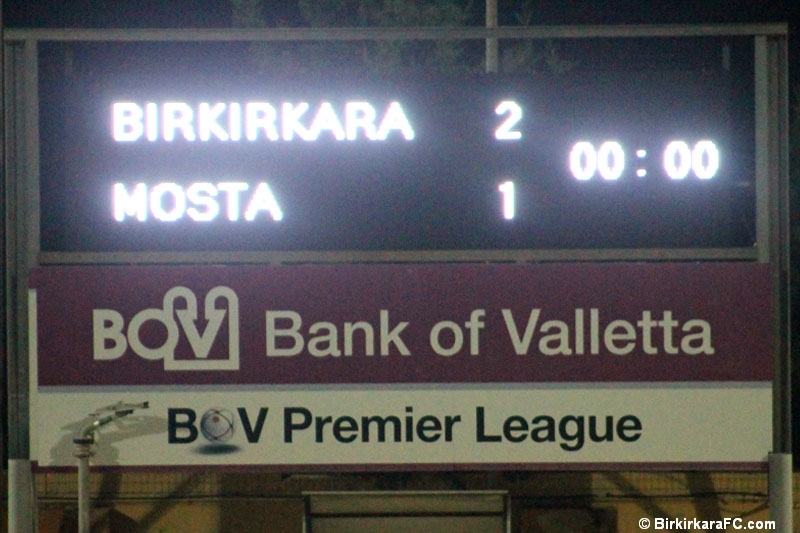 BIRKIRKARA 2
00:00
MOSTA 1
BOV Bank of Valletta
BOV Premier League
© BirkirkaraFC.com